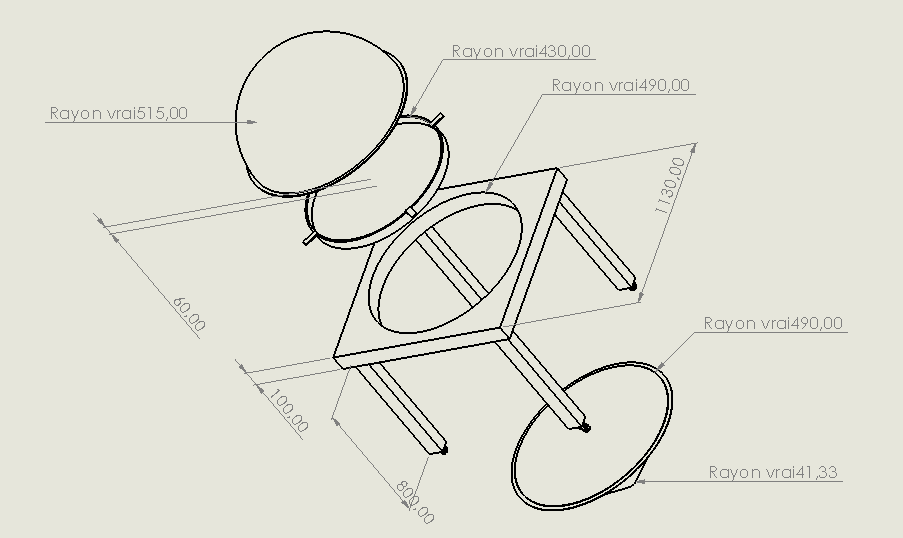 Rayon vrai430,00
Rayon vrai490,00
Rayon vrai515,00
1130,00
60,00
Rayon vrai490,00
100,00
Rayon vrai41,33
800,00